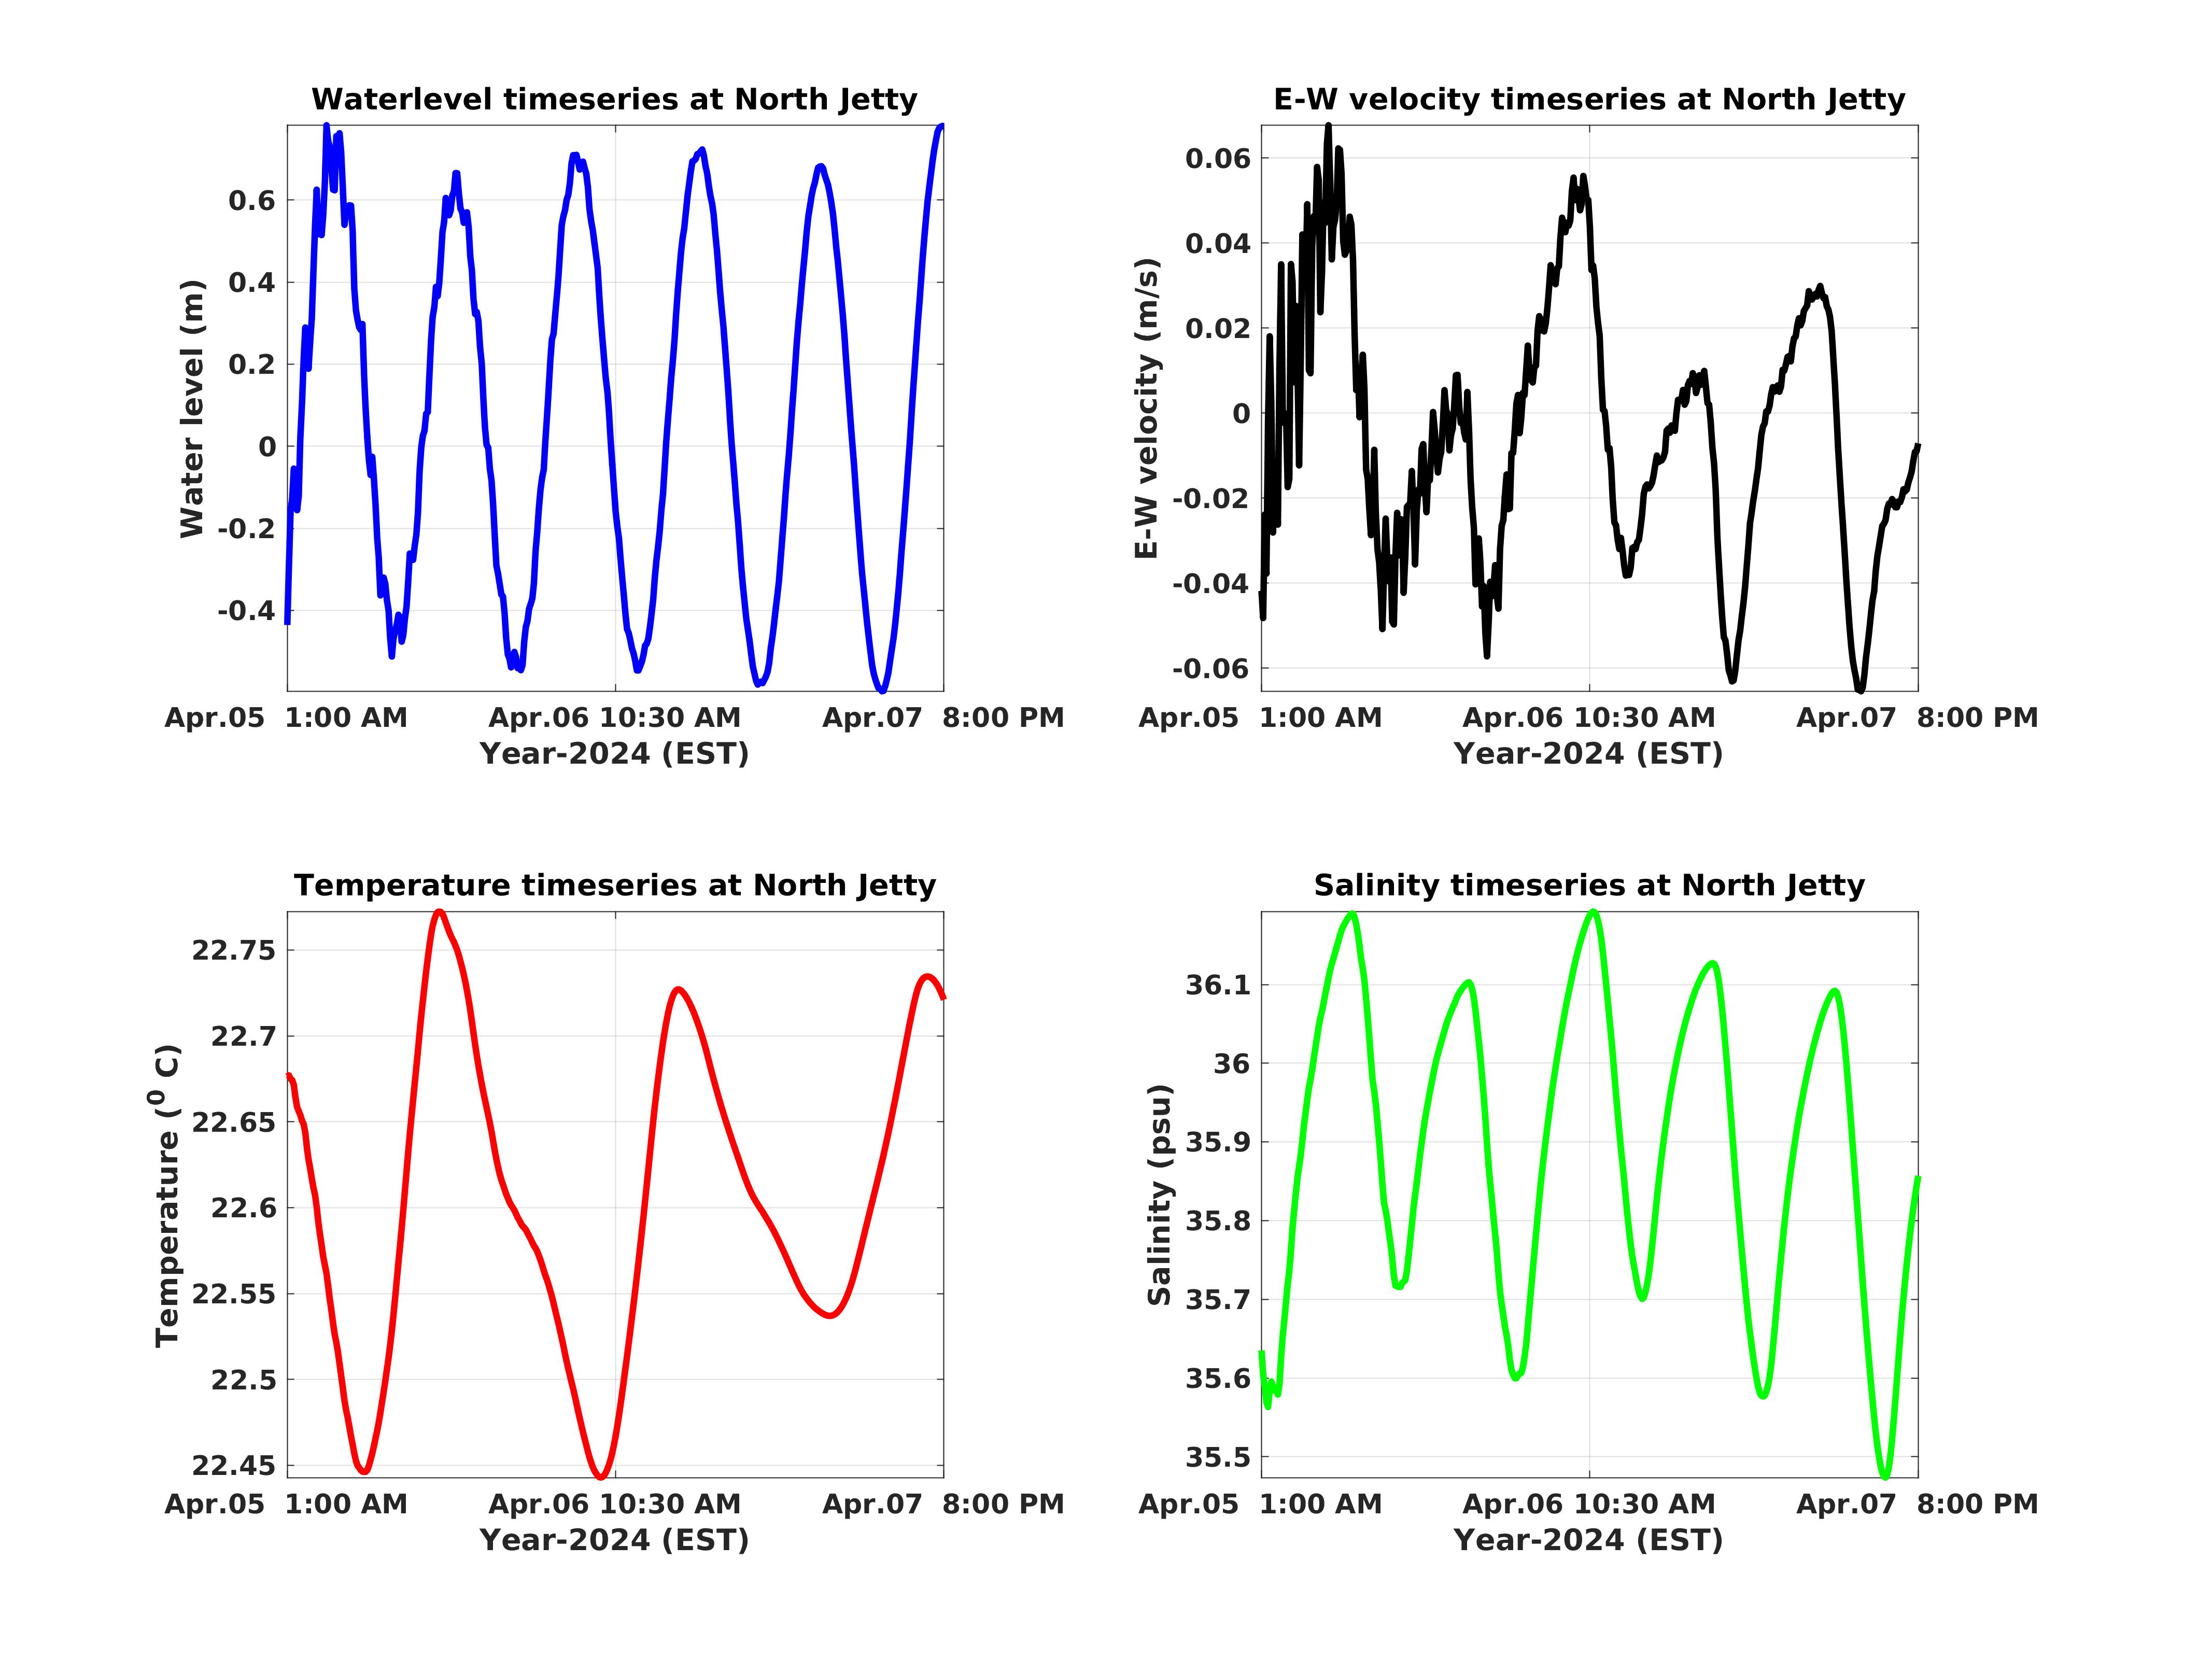 Waterlevel timeseries at North Jetty
Water level (m)
0.6
0.4
0.2
0
-0.2
-0.4
Apr.05 1:00 AM
Apr.06 10:30 AM
Apr.07 8:00 PM
Year-2024 (EST)
E-W velocity timeseries at North Jetty
E-W velocity (m/s)
0.06
0.04
0.02
0
-0.02
-0.04
-0.06
Apr.05 1:00 AM
Apr.06 10:30 AM
Apr.07 8:00 PM
Year-2024 (EST)
Temperature timeseries at North Jetty
Temperature (⁰ C)
22.75
22.7
22.65
22.6
22.55
22.5
22.45
Apr.05 1:00 AM
Apr.06 10:30 AM
Apr.07 8:00 PM
Year-2024 (EST)
Salinity timeseries at North Jetty
Salinity (psu)
36.1
36
35.9
35.8
35.7
35.6
35.5
Apr.05 1:00 AM
Apr.06 10:30 AM
Apr.07 8:00 PM
Year-2024 (EST)